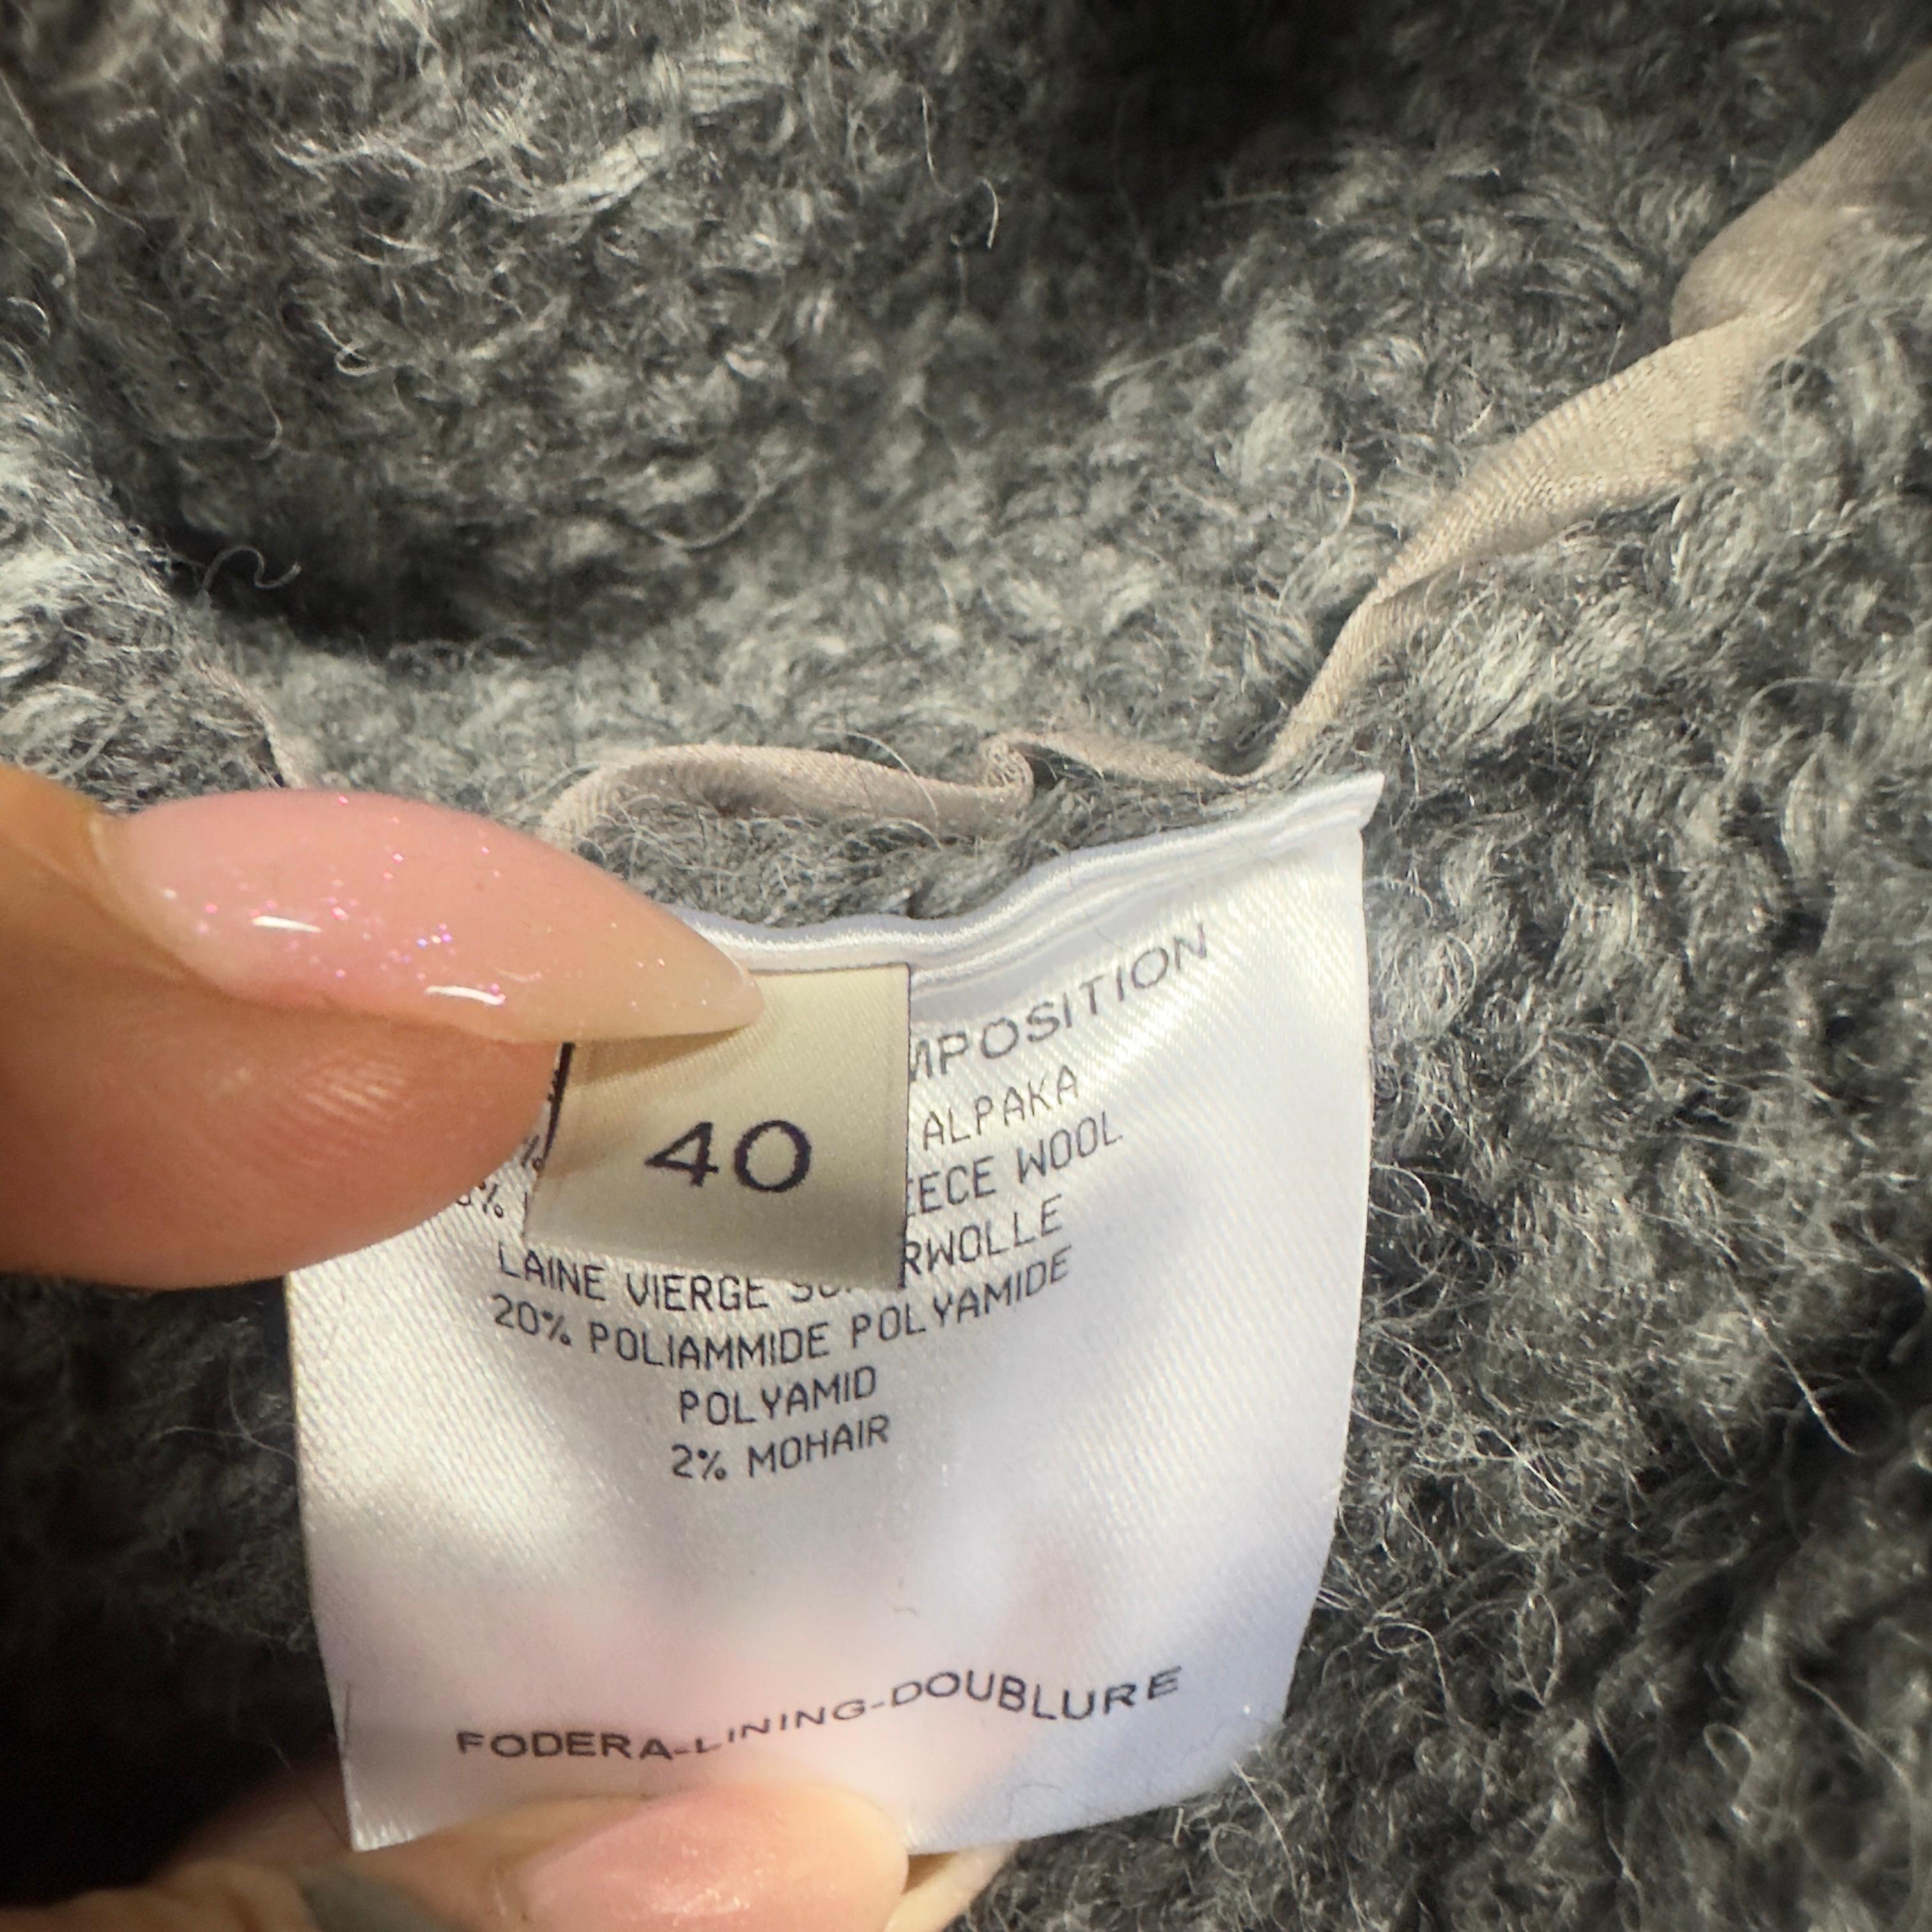 40
MPOSITION
ALPAKA
EECE WOOL
LAINE VIERGE RWOLLE
20% POLIAMMIDE POLYAMIDE
POLYAMID
2% MOHAIR
FODERA-LINING-DOUBLURE